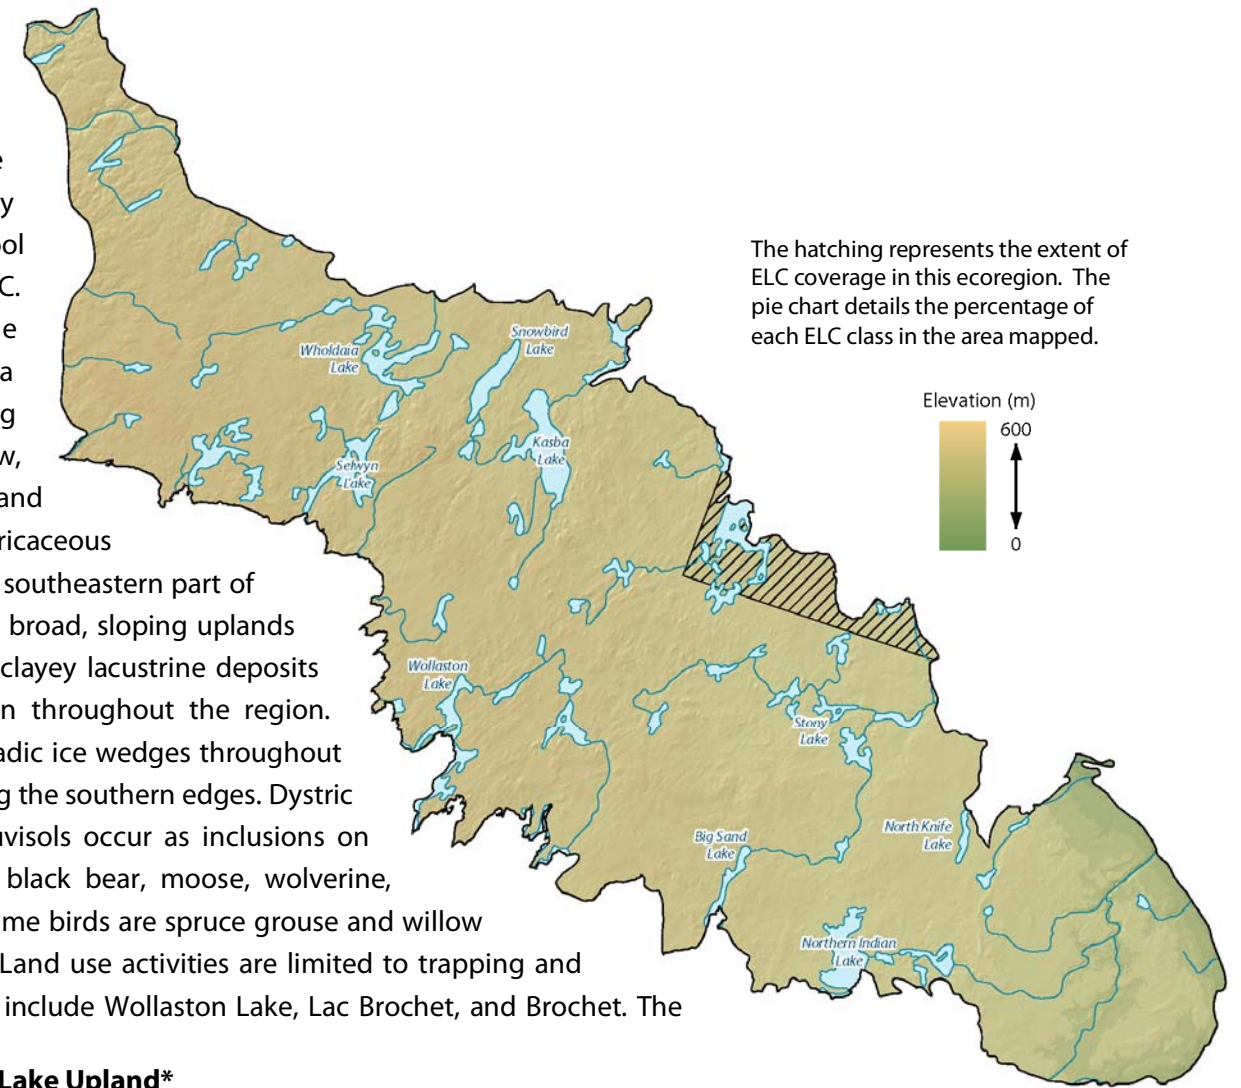 e
y
ol
C.
e
a
g
w,
and
ricaceous
southeastern part of
broad, sloping uplands
clayey lacustrine deposits
n throughout the region.
adic ice wedges throughout
g the southern edges. Dystric
uvisols occur as inclusions on
black bear, moose, wolverine,
me birds are spruce grouse and willow
Land use activities are limited to trapping and
include Wollaston Lake, Lac Brochet, and Brochet. The
Lake Upland*
The hatching represents the extent of
ELC coverage in this ecoregion. The
pie chart details the percentage of
each ELC class in the area mapped.
Elevation (m)
600
0
Snowbird
Lake
Wholdaia
Lake
Kasba
Lake
Selwyn
Lake
Wollaston
Lake
Stony
Lake
Big Sand
Lake
North Knife
Lake
Northern Indian
Lake